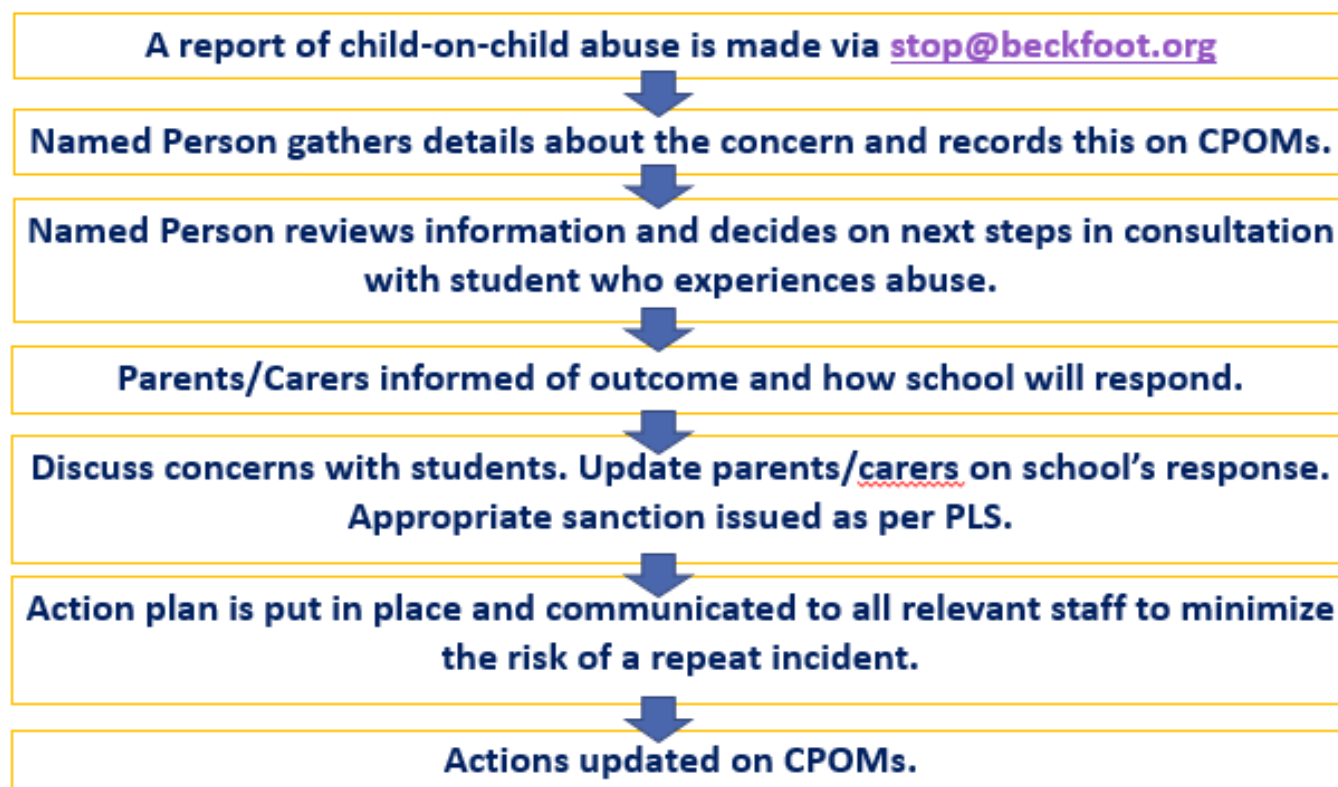 A report of child-on-child abuse is made via stop@beckfoot.org
Named Person gathers details about the concern and records this on CPOMs.
Named Person reviews information and decides on next steps in consultation
with student who experiences abuse.
Parents/Carers informed of outcome and how school will respond.
Discuss concerns with students. Update parents/carers on school’s response.
Appropriate sanction issued as per PLS.
Action plan is put in place and communicated to all relevant staff to minimize
the risk of a repeat incident.
Actions updated on CPOMs.